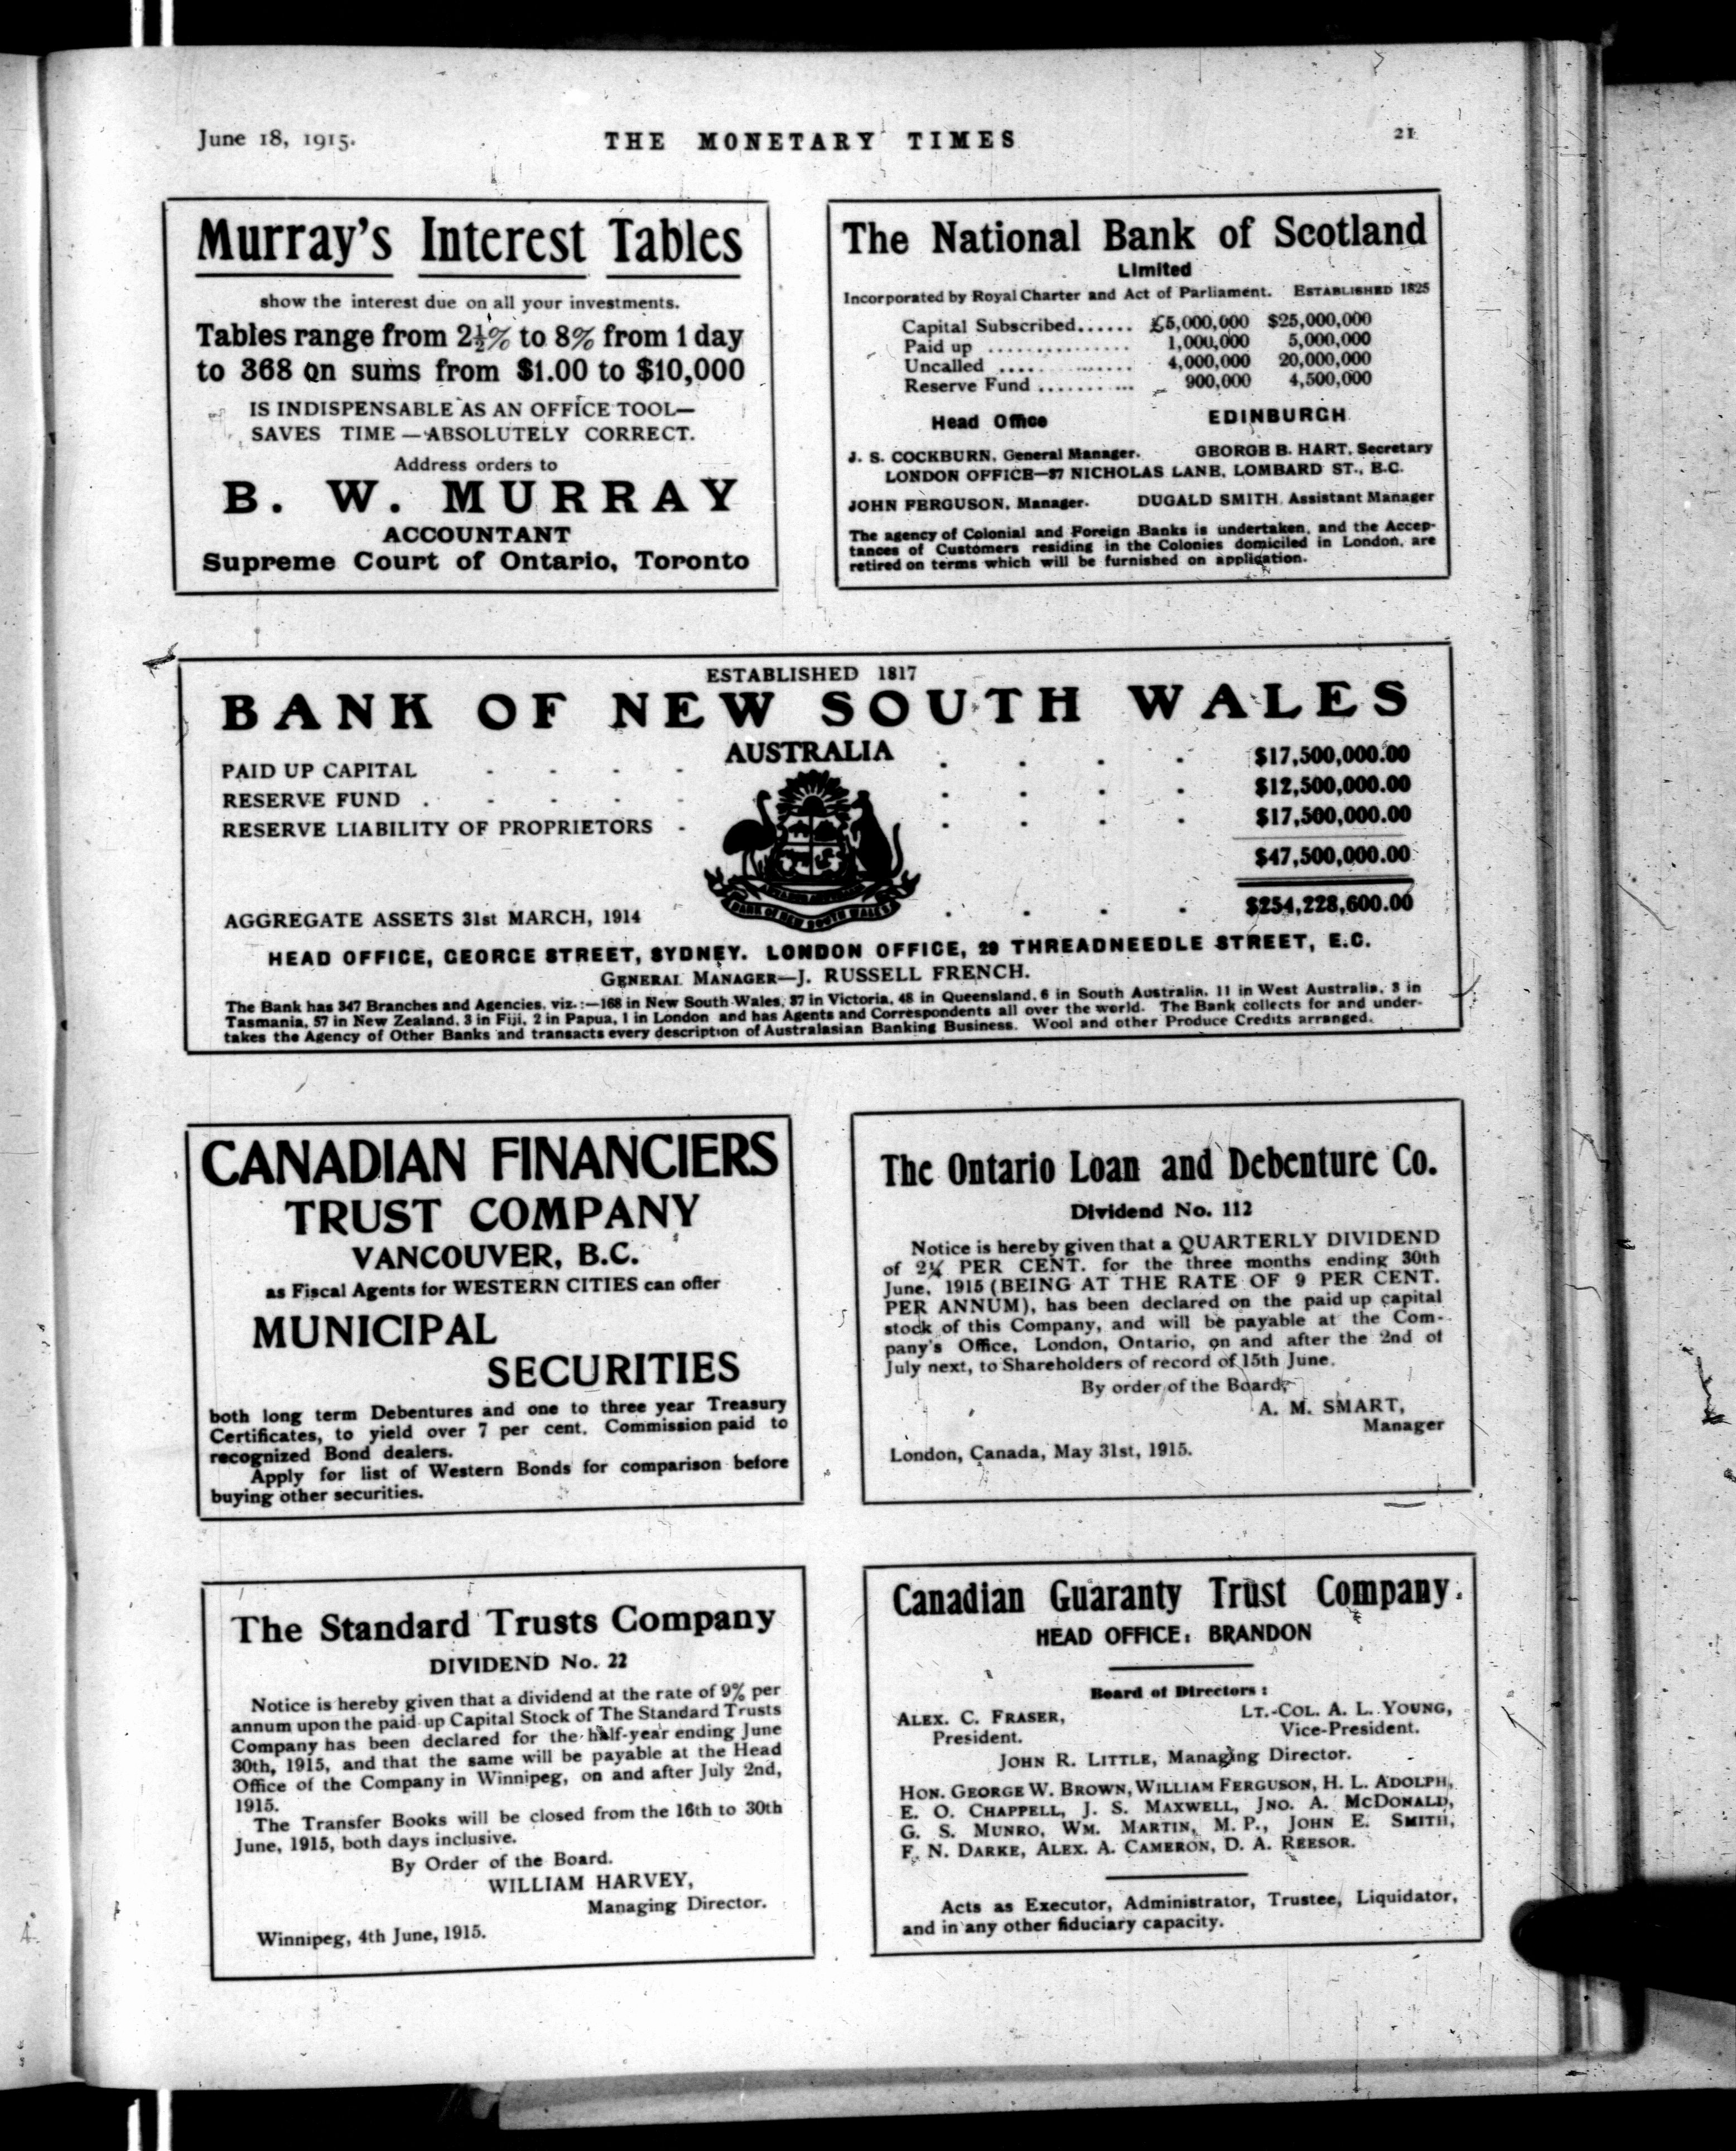 June 18, 1915.
THE MONETARY TIMES
21
Murray's Interest Tables
show the interest due on all your investments.
Tables range from 2½% to 8% from 1 day
to 368 on sums from $1.00 to $10,000
IS INDISPENSABLE AS AN OFFICE TOOL—
SAVES TIME—ABSOLUTELY CORRECT.
Address orders to
B. W. MURRAY
ACCOUNTANT
Supreme Court of Ontario, Toronto
The National Bank of Scotland
Limited
Incorporated by Royal Charter and Act of Parliament. ESTABLISHED 1825
Capital Subscribed...... £5,000,000 $25,000,000
Paid up ............... 1,000,000 5,000,000
Uncalled .... ....... 4,000,000 20,000,000
Reserve Fund ........... 900,000 4,500,000
Head Office EDINBURGH
J. S. COCKBURN, General Manager. GEORGE B. HART, Secretary
LONDON OFFICE—37 NICHOLAS LANE, LOMBARD ST., E.C.
JOHN FERGUSON, Manager. DUGALD SMITH, Assistant Manager
The agency of Colonial and Foreign Banks is undertaken, and the Accep-
tances of Customers residing in the Colonies domiciled in London, are
retired on terms which will be furnished on application.
ESTABLISHED 1817
BANK OF NEW SOUTH WALES
AUSTRALIA
PAID UP CAPITAL - - - - . . . . $17,500,000.00
RESERVE FUND . - - - - . . . . $12,500,000.00
RESERVE LIABILITY OF PROPRIETORS - . . . . $17,500,000.00
$47,500,000.00
BANK OF NEW SOUTH WALES
AGGREGATE ASSETS 31st MARCH, 1914 . . . . $254,228,600.00
HEAD OFFICE, GEORGE STREET, SYDNEY. LONDON OFFICE, 29 THREADNEEDLE STREET, E.C.
GENERAL MANAGER—J. RUSSELL FRENCH.
The Bank has 347 Branches and Agencies, viz.:—168 in New South Wales, 37 in Victoria, 48 in Queensland, 6 in South Australia, 11 in West Australia, 3 in
Tasmania, 57 in New Zealand, 3 in Fiji, 2 in Papua, 1 in London and has Agents and Correspondents all over the world. The Bank collects for and under-
takes the Agency of Other Banks and transacts every description of Australasian Banking Business. Wool and other Produce Credits arranged.
CANADIAN FINANCIERS
TRUST COMPANY
VANCOUVER, B.C.
as Fiscal Agents for WESTERN CITIES can offer
MUNICIPAL
SECURITIES
both long term Debentures and one to three year Treasury
Certificates, to yield over 7 per cent. Commission paid to
recognized Bond dealers.
Apply for list of Western Bonds for comparison before
buying other securities.
The Ontario Loan and Debenture Co.
Dividend No. 112
Notice is hereby given that a QUARTERLY DIVIDEND
of 2¼ PER CENT. for the three months ending 30th
June, 1915 (BEING AT THE RATE OF 9 PER CENT.
PER ANNUM), has been declared on the paid up capital
stock of this Company, and will be payable at the Com-
pany's Office, London, Ontario, on and after the 2nd of
July next, to Shareholders of record of 15th June.
By order of the Board,
A. M. SMART,
Manager
London, Canada, May 31st, 1915.
The Standard Trusts Company
DIVIDEND No. 22
Notice is hereby given that a dividend at the rate of 9% per
annum upon the paid up Capital Stock of The Standard Trusts
Company has been declared for the half-year ending June
30th, 1915, and that the same will be payable at the Head
Office of the Company in Winnipeg, on and after July 2nd,
1915.
The Transfer Books will be closed from the 16th to 30th
June, 1915, both days inclusive.
By Order of the Board.
WILLIAM HARVEY,
Managing Director.
Winnipeg, 4th June, 1915.
Canadian Guaranty Trust Company.
HEAD OFFICE: BRANDON
Board of Directors:
ALEX. C. FRASER, LT.-COL. A. L. YOUNG,
President. Vice-President.
JOHN R. LITTLE, Managing Director.
HON. GEORGE W. BROWN, WILLIAM FERGUSON, H. L. ADOLPH,
E. O. CHAPPELL, J. S. MAXWELL, JNO. A. MCDONALD,
G. S. MUNRO, WM. MARTIN, M.P., JOHN E. SMITH,
F. N. DARKE, ALEX. A. CAMERON, D. A. REESOR.
Acts as Executor, Administrator, Trustee, Liquidator,
and in any other fiduciary capacity.